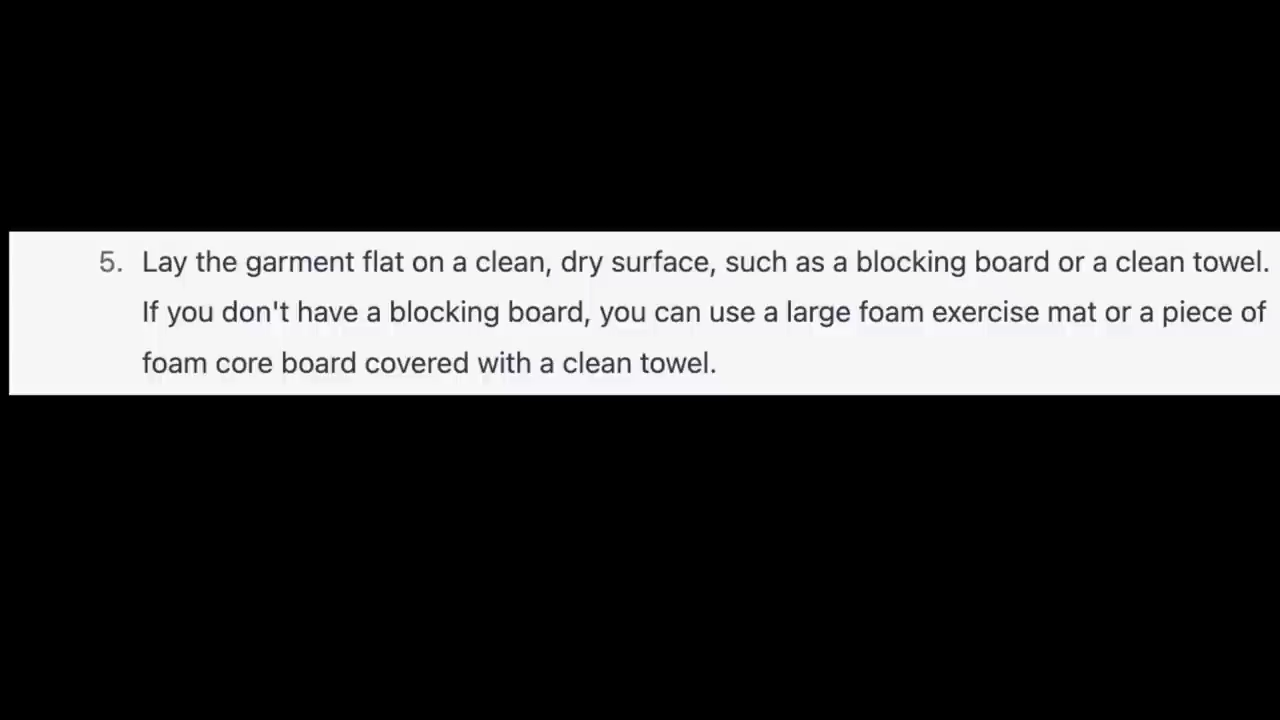 5. Lay the garment flat on a clean, dry surface, such as a blocking board or a clean towel.
If you don't have a blocking board, you can use a large foam exercise mat or a piece of
foam core board covered with a clean towel.